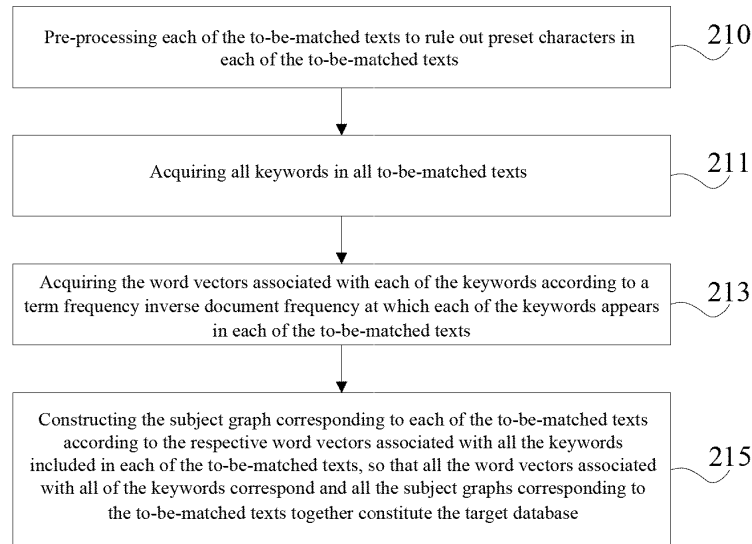 Pre-processing each of the to-be-matched texts to rule out preset characters in
each of the to-be-matched texts
210
Acquiring all keywords in all to-be-matched texts
211
Acquiring the word vectors associated with each of the keywords according to a
term frequency inverse document frequency at which each of the keywords appears
in each of the to-be-matched texts
213
Constructing the subject graph corresponding to each of the to-be-matched texts
according to the respective word vectors associated with all the keywords
included in each of the to-be-matched texts, so that all the word vectors associated
with all of the keywords correspond and all the subject graphs corresponding to
the to-be-matched texts together constitute the target database
215